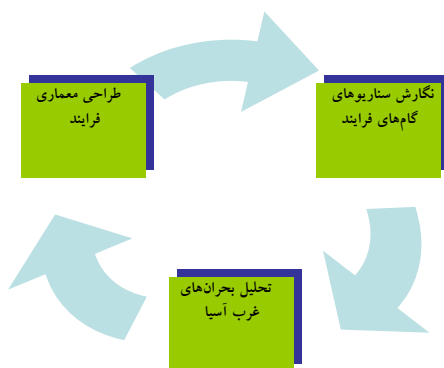 نگارش سناریوهای
گام‌های فرایند
طراحی معماری
فرایند
تحلیل بحران‌های
غرب آسیا